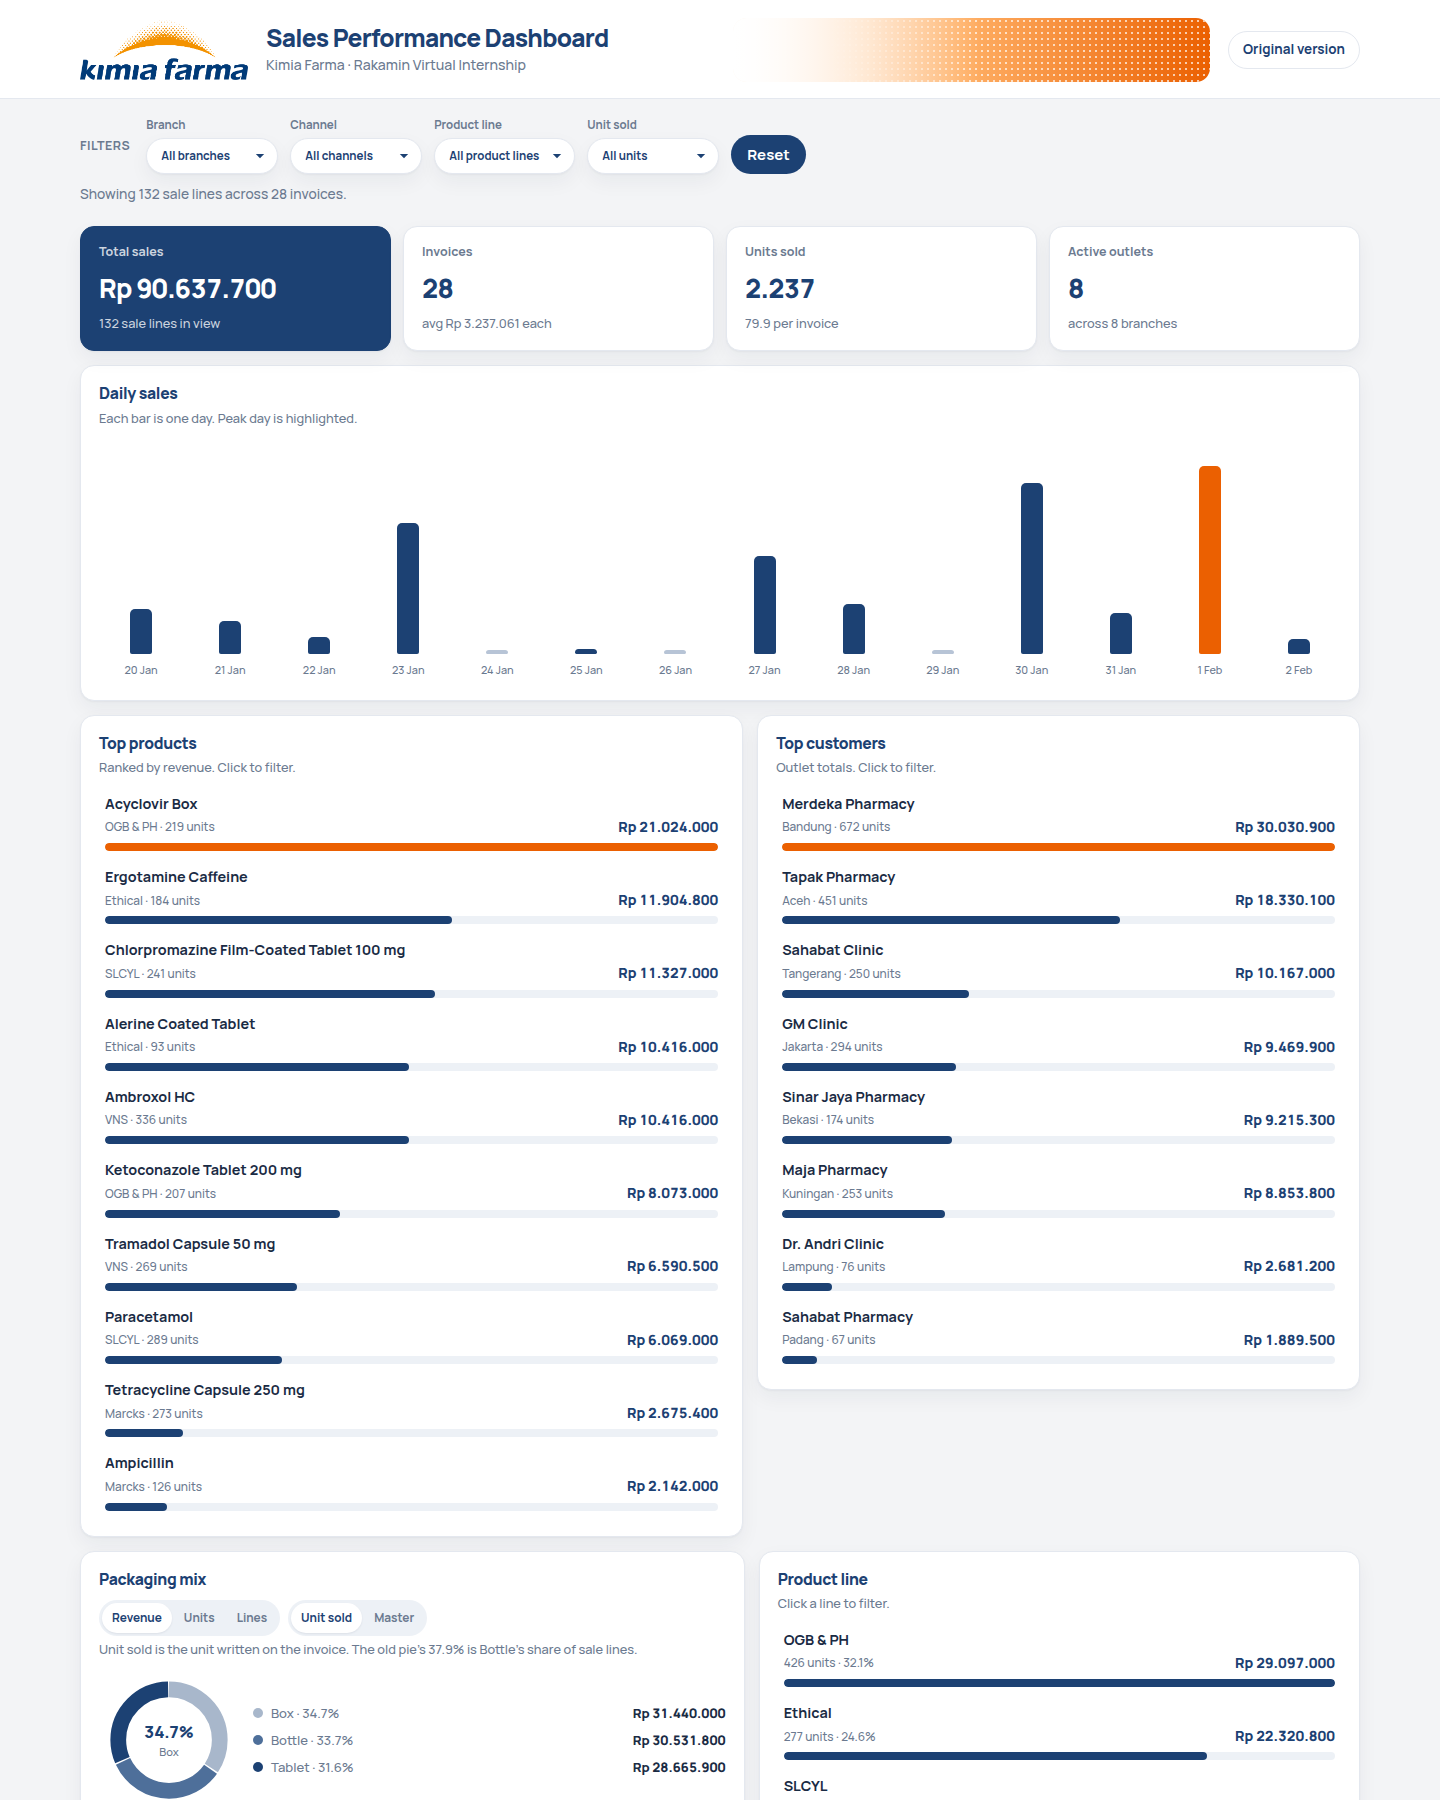 kimia farma
Sales Performance Dashboard
Kimia Farma · Rakamin Virtual Internship
Original version
FILTERS
Branch
All branches
Channel
All channels
Product line
All product lines
Unit sold
All units
Reset
Showing 132 sale lines across 28 invoices.
Total sales
Rp 90.637.700
132 sale lines in view
Invoices
28
avg Rp 3.237.061 each
Units sold
2.237
79.9 per invoice
Active outlets
8
across 8 branches
Daily sales
Each bar is one day. Peak day is highlighted.
20 Jan
21 Jan
22 Jan
23 Jan
24 Jan
25 Jan
26 Jan
27 Jan
28 Jan
29 Jan
30 Jan
31 Jan
1 Feb
2 Feb
Top products
Ranked by revenue. Click to filter.
Acyclovir Box
OGB & PH · 219 units
Rp 21.024.000
Ergotamine Caffeine
Ethical · 184 units
Rp 11.904.800
Chlorpromazine Film-Coated Tablet 100 mg
SLCYL · 241 units
Rp 11.327.000
Alerine Coated Tablet
Ethical · 93 units
Rp 10.416.000
Ambroxol HC
VNS · 336 units
Rp 10.416.000
Ketoconazole Tablet 200 mg
OGB & PH · 207 units
Rp 8.073.000
Tramadol Capsule 50 mg
VNS · 269 units
Rp 6.590.500
Paracetamol
SLCYL · 289 units
Rp 6.069.000
Tetracycline Capsule 250 mg
Marcks · 273 units
Rp 2.675.400
Ampicillin
Marcks · 126 units
Rp 2.142.000
Top customers
Outlet totals. Click to filter.
Merdeka Pharmacy
Bandung · 672 units
Rp 30.030.900
Tapak Pharmacy
Aceh · 451 units
Rp 18.330.100
Sahabat Clinic
Tangerang · 250 units
Rp 10.167.000
GM Clinic
Jakarta · 294 units
Rp 9.469.900
Sinar Jaya Pharmacy
Bekasi · 174 units
Rp 9.215.300
Maja Pharmacy
Kuningan · 253 units
Rp 8.853.800
Dr. Andri Clinic
Lampung · 76 units
Rp 2.681.200
Sahabat Pharmacy
Padang · 67 units
Rp 1.889.500
Packaging mix
Revenue Units Lines
Unit sold Master
Unit sold is the unit written on the invoice. The old pie's 37.9% is Bottle's share of sale lines.
34.7%
Box
Box · 34.7%
Rp 31.440.000
Bottle · 33.7%
Rp 30.531.800
Tablet · 31.6%
Rp 28.665.900
Product line
Click a line to filter.
OGB & PH
426 units · 32.1%
Rp 29.097.000
Ethical
277 units · 24.6%
Rp 22.320.800
SLCYL